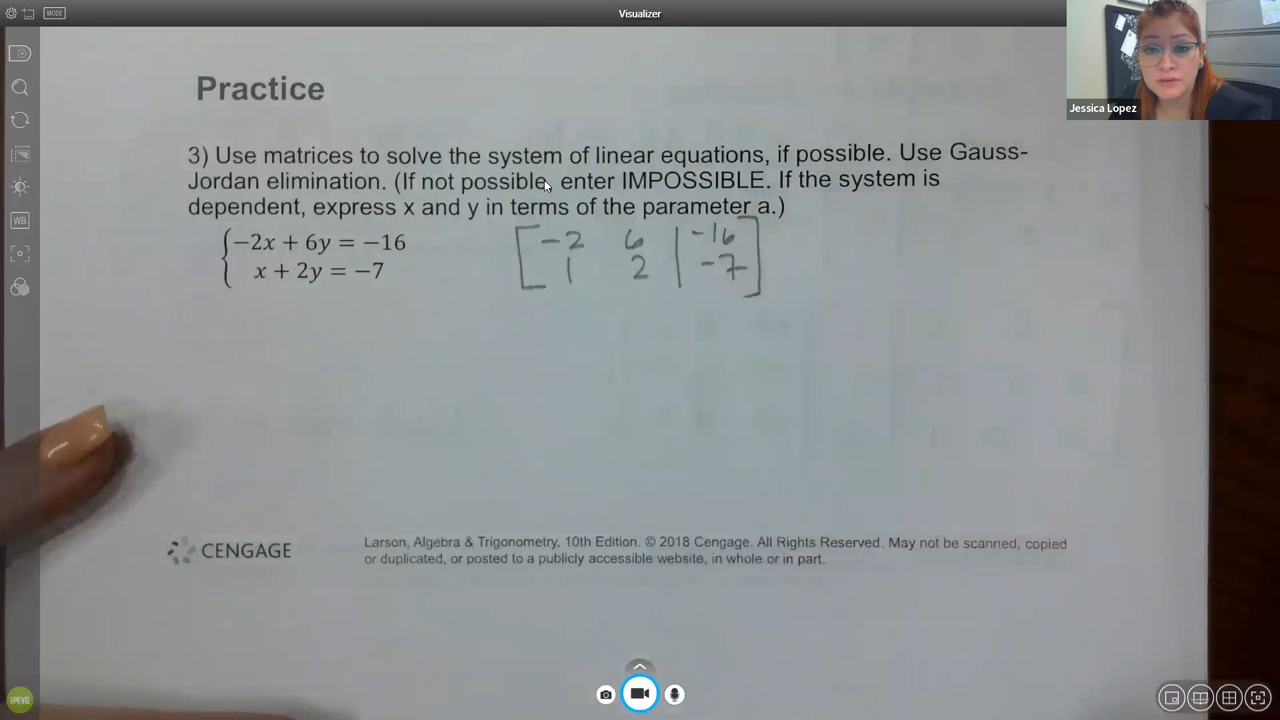 MODE
Visualizer
WB
Jessica Lopez
Practice
3) Use matrices to solve the system of linear equations, if possible. Use Gauss-
Jordan elimination. (If not possible, enter IMPOSSIBLE. If the system is
dependent, express x and y in terms of the parameter a.)
−2x + 6y = −16
x + 2y = −7
-2 6 | -16
1 2 | -7
CENGAGE
Larson, Algebra & Trigonometry, 10th Edition. © 2018 Cengage. All Rights Reserved. May not be scanned, copied
or duplicated, or posted to a publicly accessible website, in whole or in part.
IPEVO